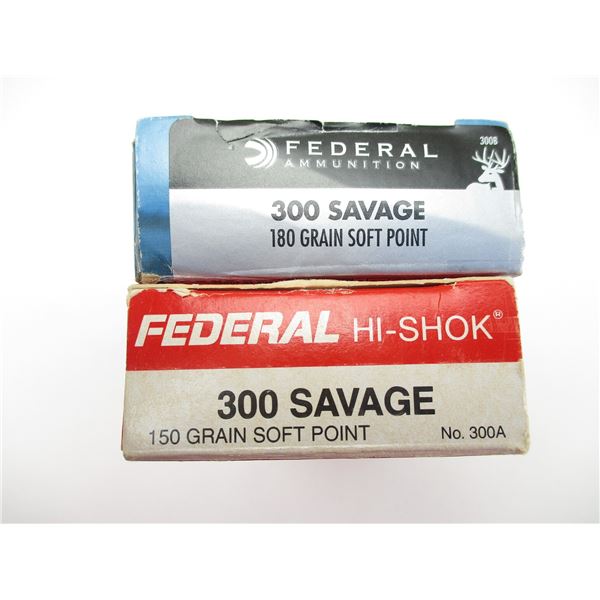 FEDERAL
AMMUNITION
300B
300 SAVAGE
180 GRAIN SOFT POINT
FEDERAL HI-SHOK®
300 SAVAGE
150 GRAIN SOFT POINT No. 300A